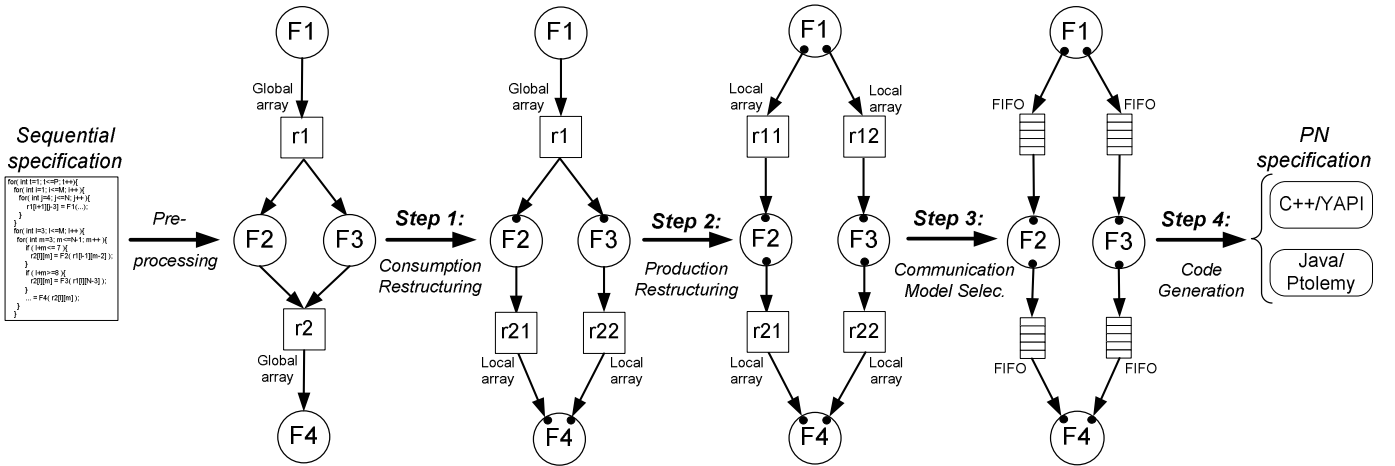 Sequential
specification
for( int t=1; t<=P; t++){
for( int i=1; i<=M; i++ ){
for( int j=4; j<=N; j++ ){
r1[i+1][j-3] = F1(...);
}
}
for( int l=3; l<=M; l++ ){
for( int m=3; m<=N-1; m++ ){
if ( l+m<= 7 ){
r2[l][m] = F2( r1[l-1][m-2] );
}
if ( l+m>=8 ){
r2[l][m] = F3( r1[l][N-3] );
}
... = F4( r2[l][m] );
}
}
Pre-
processing
F1
Global
array
r1
F2
F3
r2
Global
array
F4
Step 1:
Consumption
Restructuring
F1
Global
array
r1
F2
F3
r21
r22
Local
array
Local
array
F4
Step 2:
Production
Restructuring
F1
Local
array
Local
array
r11
r12
F2
F3
r21
r22
Local
array
Local
array
F4
Step 3:
Communication
Model Selec.
F1
FIFO
FIFO
F2
F3
FIFO
FIFO
F4
Step 4:
Code
Generation
PN
specification
C++/YAPI
Java/
Ptolemy